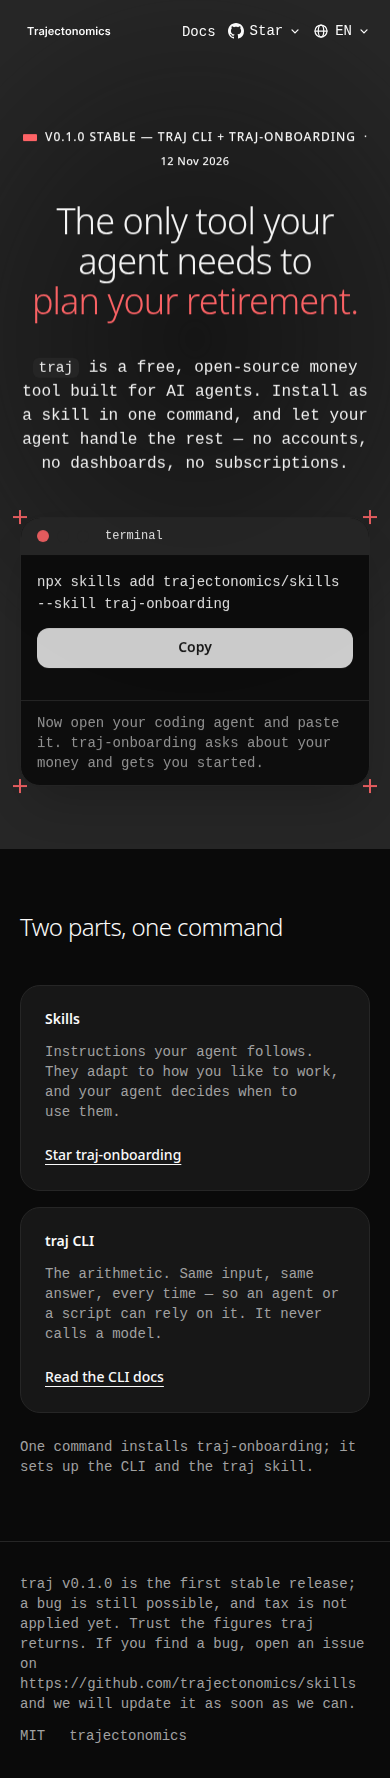 Trajectonomics Docs Star EN
V0.1.0 STABLE — TRAJ CLI + TRAJ-ONBOARDING ·
12 Nov 2026
The only tool your
agent needs to
plan your retirement.
traj is a free, open-source money
tool built for AI agents. Install as
a skill in one command, and let your
agent handle the rest — no accounts,
no dashboards, no subscriptions.
terminal
npx skills add trajectonomics/skills
--skill traj-onboarding
Copy
Now open your coding agent and paste
it. traj-onboarding asks about your
money and gets you started.
Two parts, one command
Skills
Instructions your agent follows.
They adapt to how you like to work,
and your agent decides when to
use them.
Star traj-onboarding
traj CLI
The arithmetic. Same input, same
answer, every time — so an agent or
a script can rely on it. It never
calls a model.
Read the CLI docs
One command installs traj-onboarding; it
sets up the CLI and the traj skill.
traj v0.1.0 is the first stable release;
a bug is still possible, and tax is not
applied yet. Trust the figures traj
returns. If you find a bug, open an issue
on
https://github.com/trajectonomics/skills
and we will update it as soon as we can.
MIT trajectonomics